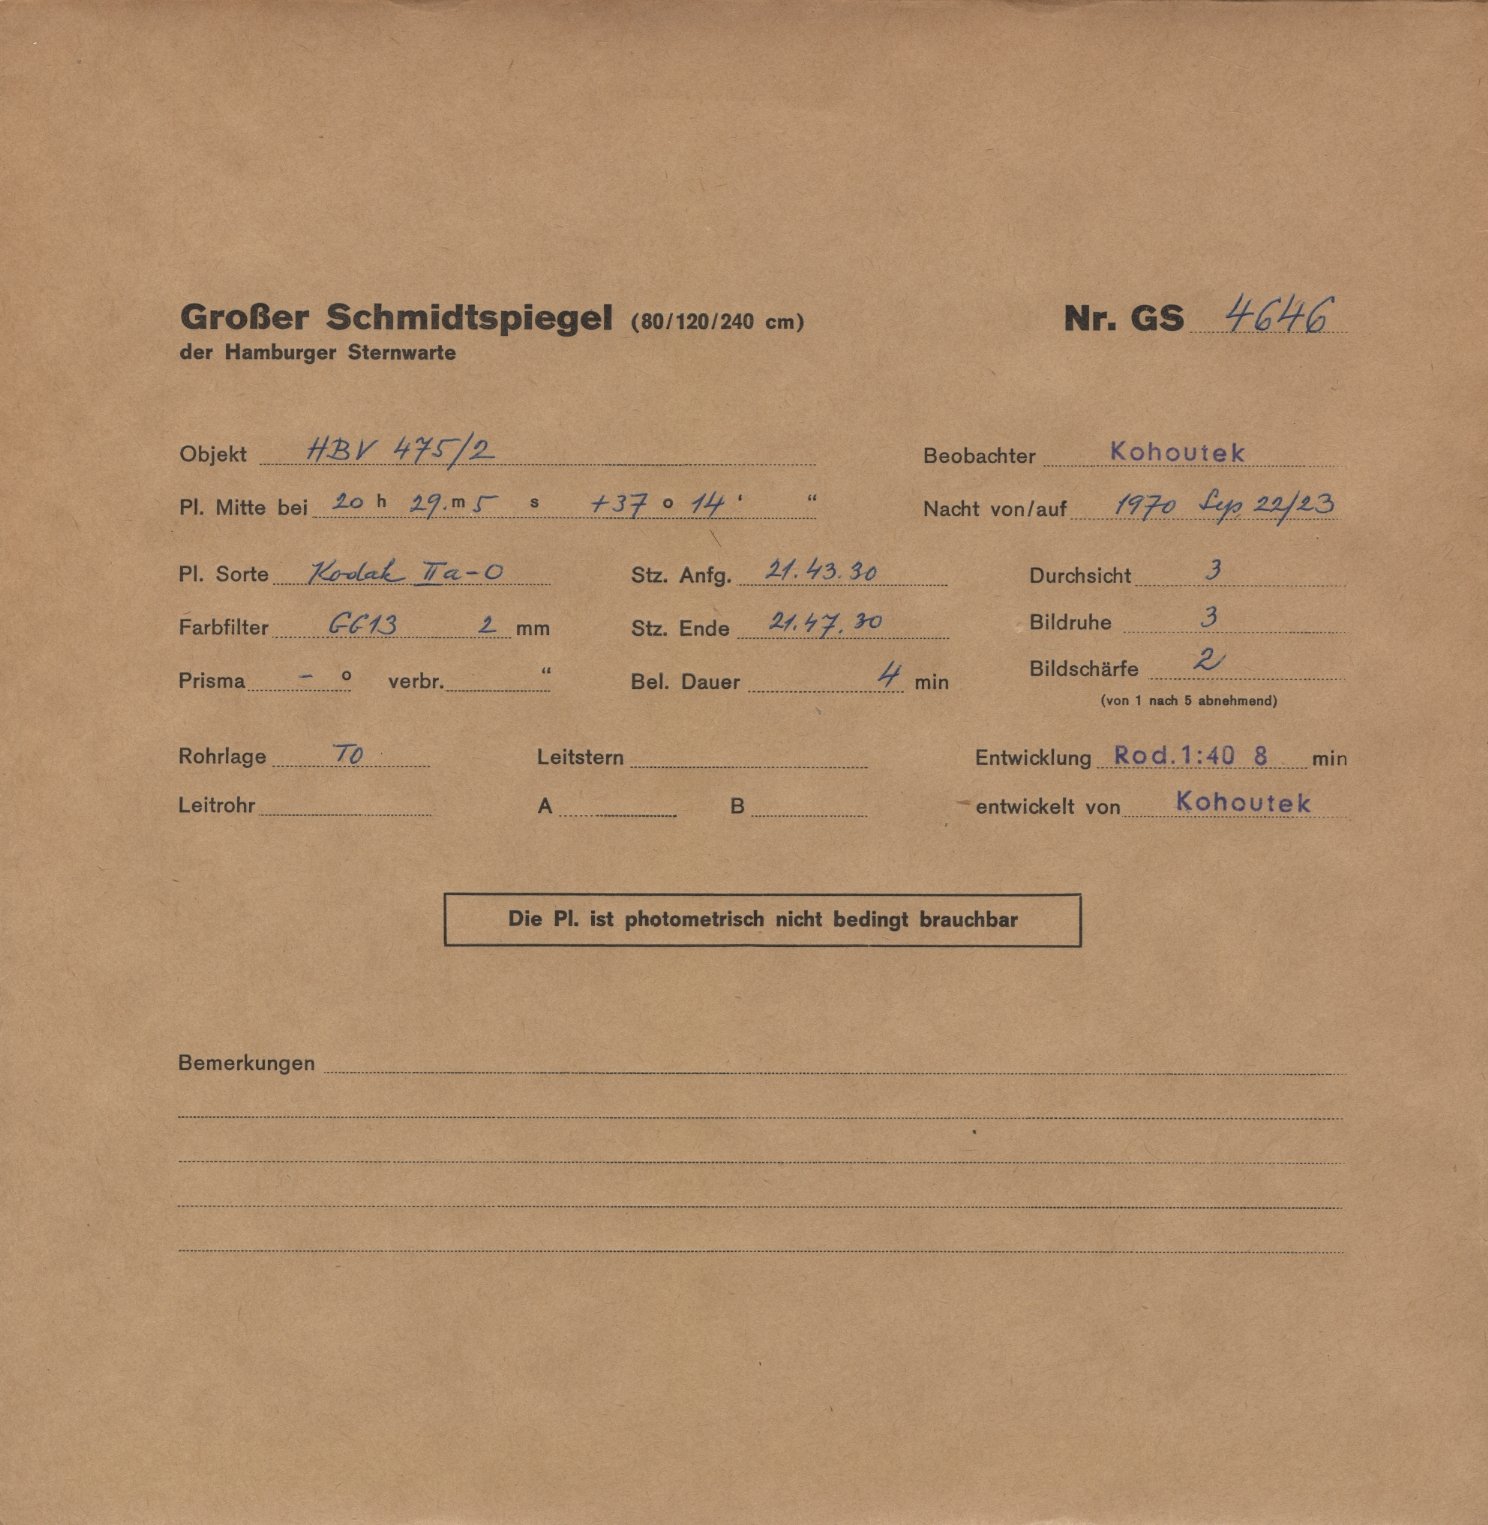 Großer Schmidtspiegel (80/120/240 cm) Nr. GS 4646
der Hamburger Sternwarte
Objekt HBV 475/2 Beobachter Kohoutek
Pl. Mitte bei 20 h 29. m 5 s +37 o 14 ' “ Nacht von/auf 1970 Sep 22/23
Pl. Sorte Kodak IIa-O Stz. Anfg. 21.43.30 Durchsicht 3
Farbfilter GG13 2 mm Stz. Ende 21.47.30 Bildruhe 3
Prisma - o verbr. “ Bel. Dauer 4 min Bildschärfe 2
(von 1 nach 5 abnehmend)
Rohrlage TO Leitstern Entwicklung Rod.1:40 8 min
Leitrohr A B entwickelt von Kohoutek
Die Pl. ist photometrisch nicht bedingt brauchbar
Bemerkungen